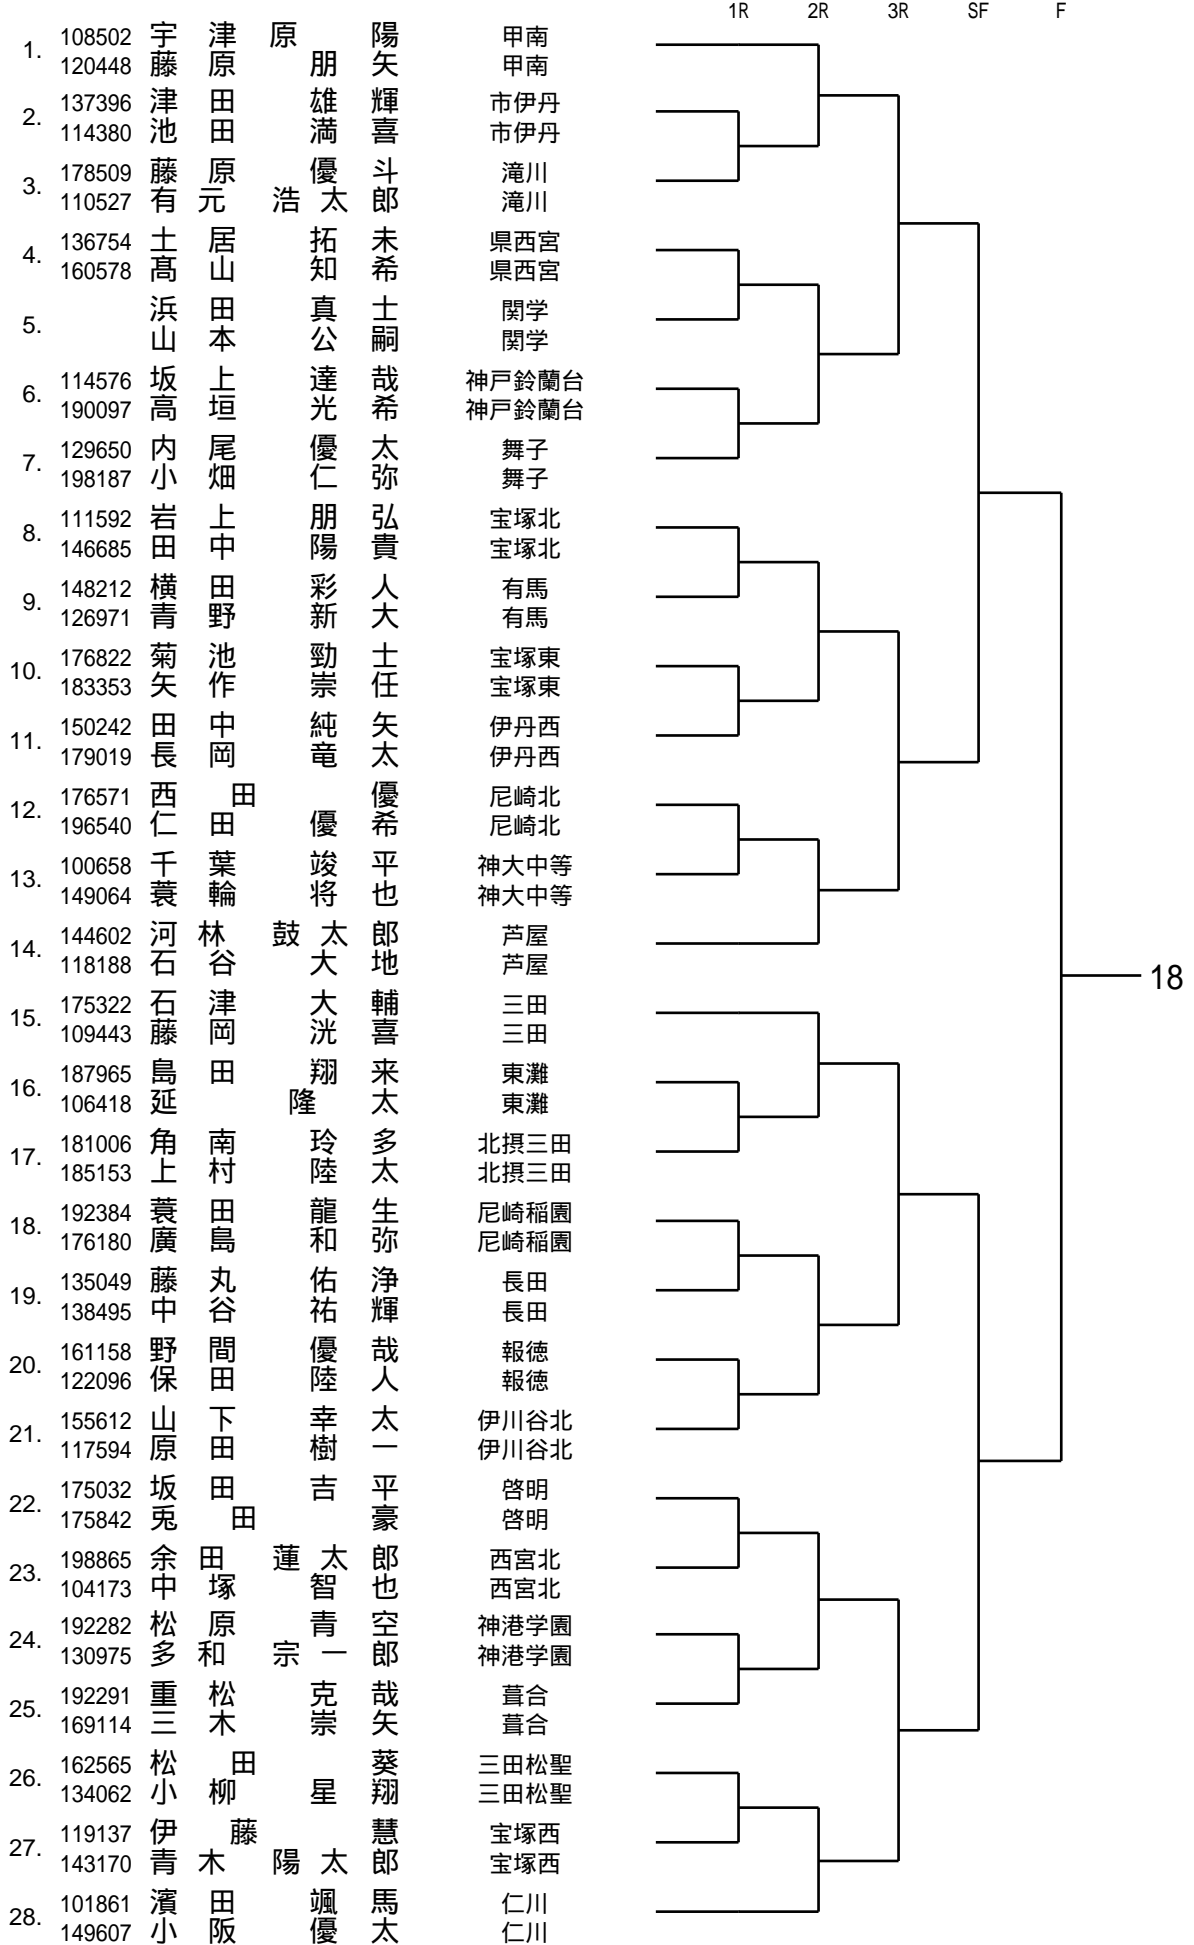 1R 2R 3R SF F
1. 108502 宇津原 陽 甲南
120448 藤原 朋矢 甲南
2. 137396 津田 雄輝 市伊丹
114380 池田 満喜 市伊丹
3. 178509 藤原 優斗 滝川
110527 有元 浩太郎 滝川
4. 136754 土居 拓未 県西宮
160578 髙山 知希 県西宮
5. 浜田 真士 関学
山本 公嗣 関学
6. 114576 坂上 達哉 神戸鈴蘭台
190097 高垣 光希 神戸鈴蘭台
7. 129650 内尾 優太 舞子
198187 小畑 仁弥 舞子
8. 111592 岩上 朋弘 宝塚北
146685 田中 陽貴 宝塚北
9. 148212 横田 彩人 有馬
126971 青野 新大 有馬
10. 176822 菊池 勁士 宝塚東
183353 矢作 崇任 宝塚東
11. 150242 田中 純矢 伊丹西
179019 長岡 竜太 伊丹西
12. 176571 西田 優 尼崎北
196540 仁田 優希 尼崎北
13. 100658 千葉 竣平 神大中等
149064 蓑輪 将也 神大中等
14. 144602 河林 鼓太郎 芦屋
118188 石谷 大地 芦屋
18
15. 175322 石津 大輔 三田
109443 藤岡 洸喜 三田
16. 187965 島田 翔来 東灘
106418 延 隆太 東灘
17. 181006 角南 玲多 北摂三田
185153 上村 陸太 北摂三田
18. 192384 蓑田 龍生 尼崎稲園
176180 廣島 和弥 尼崎稲園
19. 135049 藤丸 佑浄 長田
138495 中谷 祐輝 長田
20. 161158 野間 優哉 報徳
122096 保田 陸人 報徳
21. 155612 山下 幸太 伊川谷北
117594 原田 樹一 伊川谷北
22. 175032 坂田 吉平 啓明
175842 兎田 豪 啓明
23. 198865 余田 蓮太郎 西宮北
104173 中塚 智也 西宮北
24. 192282 松原 青空 神港学園
130975 多和 宗一郎 神港学園
25. 192291 重松 克哉 葺合
169114 三木 崇矢 葺合
26. 162565 松田 葵 三田松聖
134062 小柳 星翔 三田松聖
27. 119137 伊藤 慧 宝塚西
143170 青木 陽太郎 宝塚西
28. 101861 濱田 颯馬 仁川
149607 小阪 優太 仁川